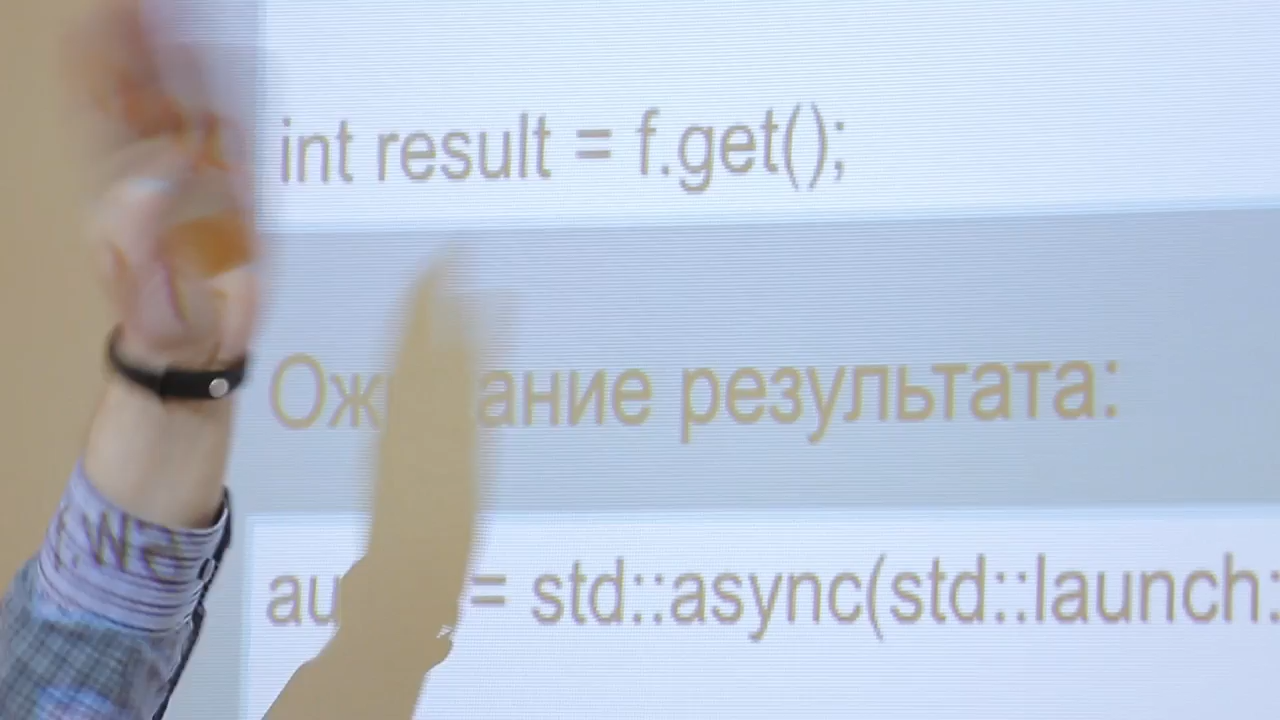 int result = f.get();
результата:
= std::async(std::launch: